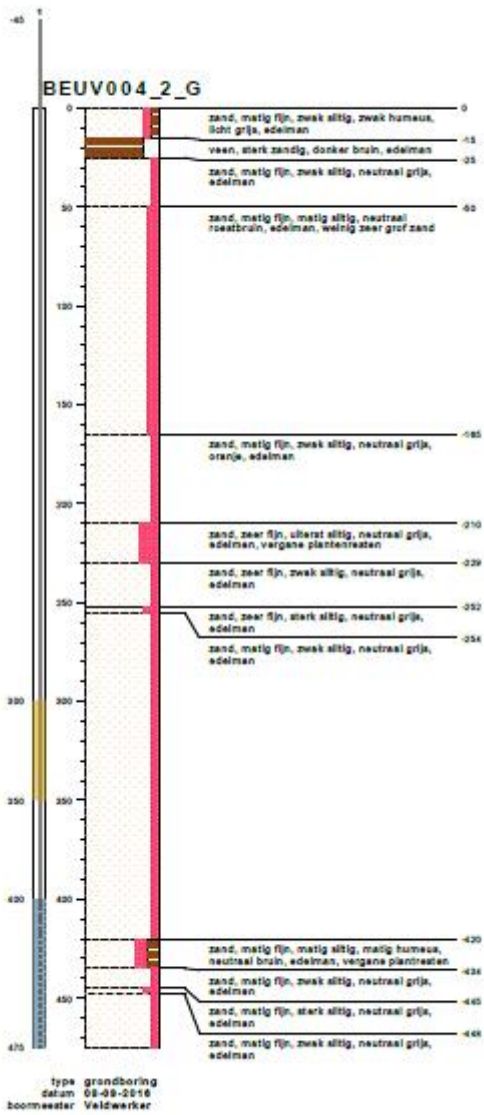 1
-45
BEUV004_2_G
0
0
zand, matig fijn, zwak siltig, zwak humeus,
licht grijs, edelman
-15
veen, sterk zandig, donker bruin, edelman
-25
zand, matig fijn, zwak siltig, neutraal grijs,
edelman
50
-50
zand, matig fijn, matig siltig, neutraal
roestbruin, edelman, weinig zeer grof zand
100
150
-165
zand, matig fijn, zwak siltig, neutraal grijs,
oranje, edelman
200
-210
zand, zeer fijn, uiterst siltig, neutraal grijs,
edelman, vergane plantenresten
-229
zand, zeer fijn, zwak siltig, neutraal grijs,
edelman
250
-252
zand, zeer fijn, sterk siltig, neutraal grijs,
edelman
-254
zand, matig fijn, zwak siltig, neutraal grijs,
edelman
300
300
350
350
400
400
-420
zand, matig fijn, matig siltig, matig humeus,
neutraal bruin, edelman, vergane plantresten
-434
zand, matig fijn, zwak siltig, neutraal grijs,
edelman
-445
450
zand, matig fijn, sterk siltig, neutraal grijs,
edelman
-448
475
zand, matig fijn, zwak siltig, neutraal grijs,
edelman
type grondboring
datum 08-09-2016
boormeester Veldwerker